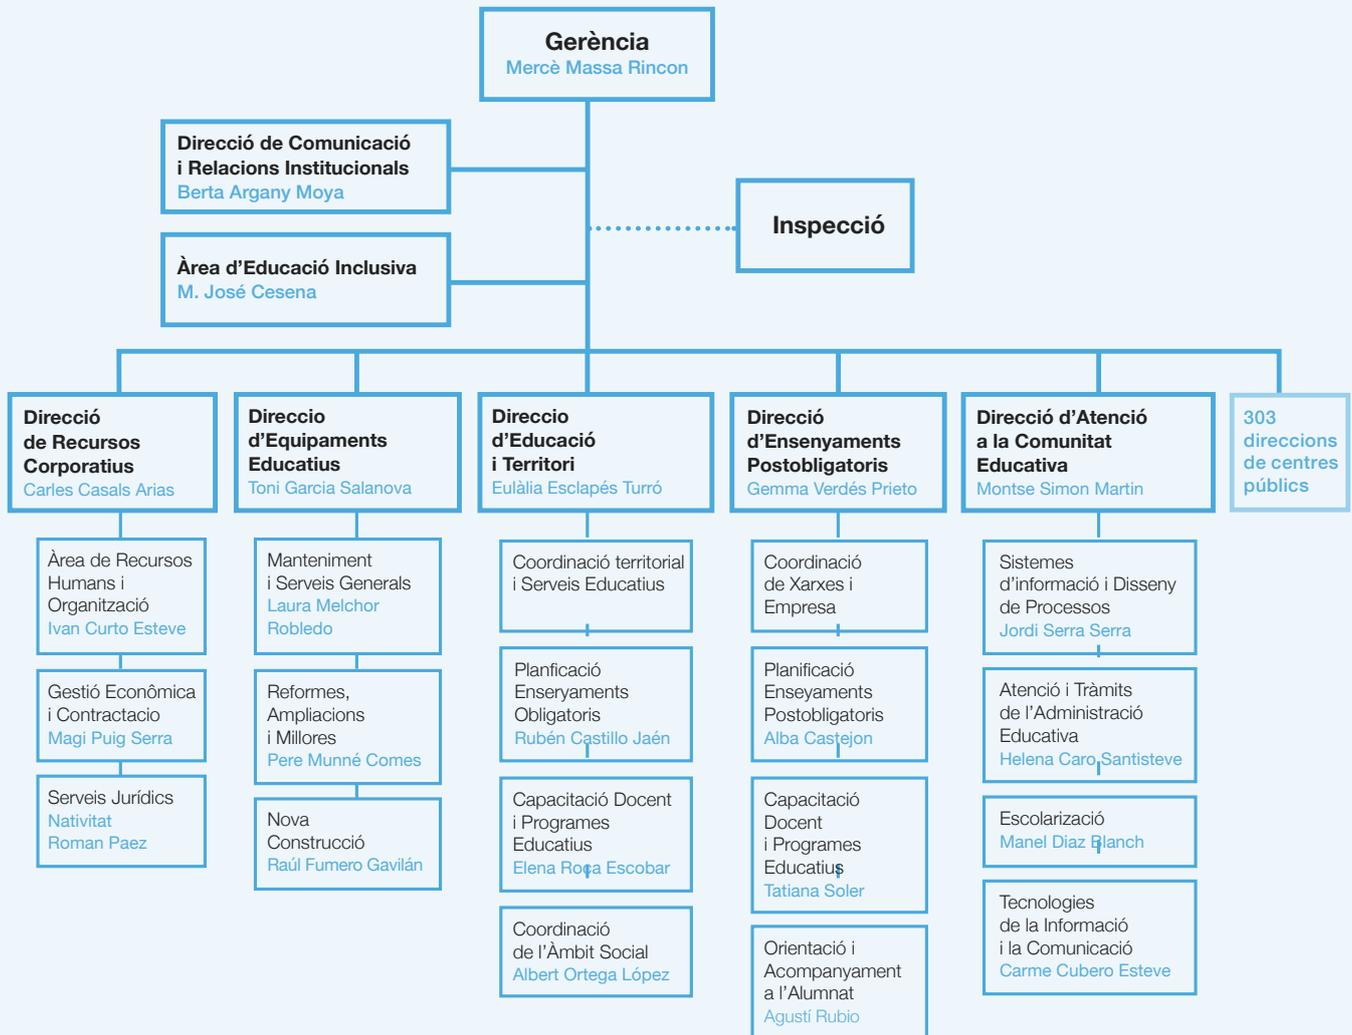 Gerència
Mercè Massa Rincon
Direcció de Comunicació
i Relacions Institucionals
Berta Argany Moya
Inspecció
Àrea d'Educació Inclusiva
M. José Cesena
Direcció
de Recursos
Corporatius
Carles Casals Arias
Àrea de Recursos
Humans i
Organització
Ivan Curto Esteve
Gestió Econômica
i Contractacio
Magi Puig Serra
Serveis Jurídics
Nativitat
Roman Paez
Direccio
d'Equipaments
Educatius
Toni Garcia Salanova
Manteniment
i Serveis Generals
Laura Melchor
Robledo
Reformes,
Ampliacions
i Millores
Pere Munné Comes
Nova
Construcció
Raúl Fumero Gavilán
Direccio
d'Educació
i Territori
Eulàlia Esclapés Turró
Coordinació territorial
i Serveis Educatius
Planficació
Enseryaments
Obligatoris
Rubén Castillo Jaén
Capacitació Docent
i Programes
Educatius
Elena Roça Escobar
Coordinació
de l'Àmbit Social
Albert Ortega López
Direcció
d'Ensenyaments
Postobligatoris
Gemma Verdés Prieto
Coordinació
de Xarxes i
Empresa
Planificació
Enseyaments
Postobligatoris
Alba Castejon
Capacitació
Docent
i Programes
Educatius
Tatiana Soler
Orientació i
Acompanyament
a l'Alumnat
Agustí Rubio
Direcció d'Atenció
a la Comunitat
Educativa
Montse Simon Martin
Sistemes
d'informació i Disseny
de Processos
Jordi Serra Serra
Atenció i Tràmits
de l'Administració
Educativa
Helena Caro Santisteve
Escolarizació
Manel Diaz Blanch
Tecnologies
de la Informació
i la Comunicació
Carme Cubero Esteve
303
direccions
de centres
públics